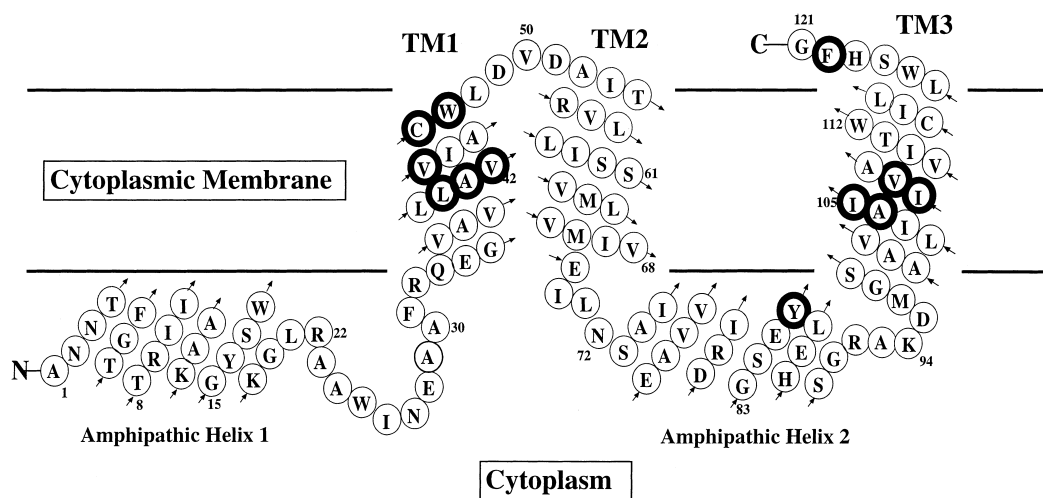 TM1
50
TM2
121
TM3
N
A N N T
T G F
T R I I
K A A
G Y S W
K G L R
A A W I N E A A F R
Q E G
V A V
L L A V
V I A
C W L D V D A I T
R V L
L I S S
V M L
V M I V
E I L N
S A I
E A V V
D R I
G S E Y
H E L
S G R A K D M G S
A A V
L I A I
I V A
V I T W
C I L
L W S H F G
C
112
61
42
Cytoplasmic Membrane
105
68
30
22
72
94
1
8
15
83
Amphipathic Helix 1
Amphipathic Helix 2
Cytoplasm